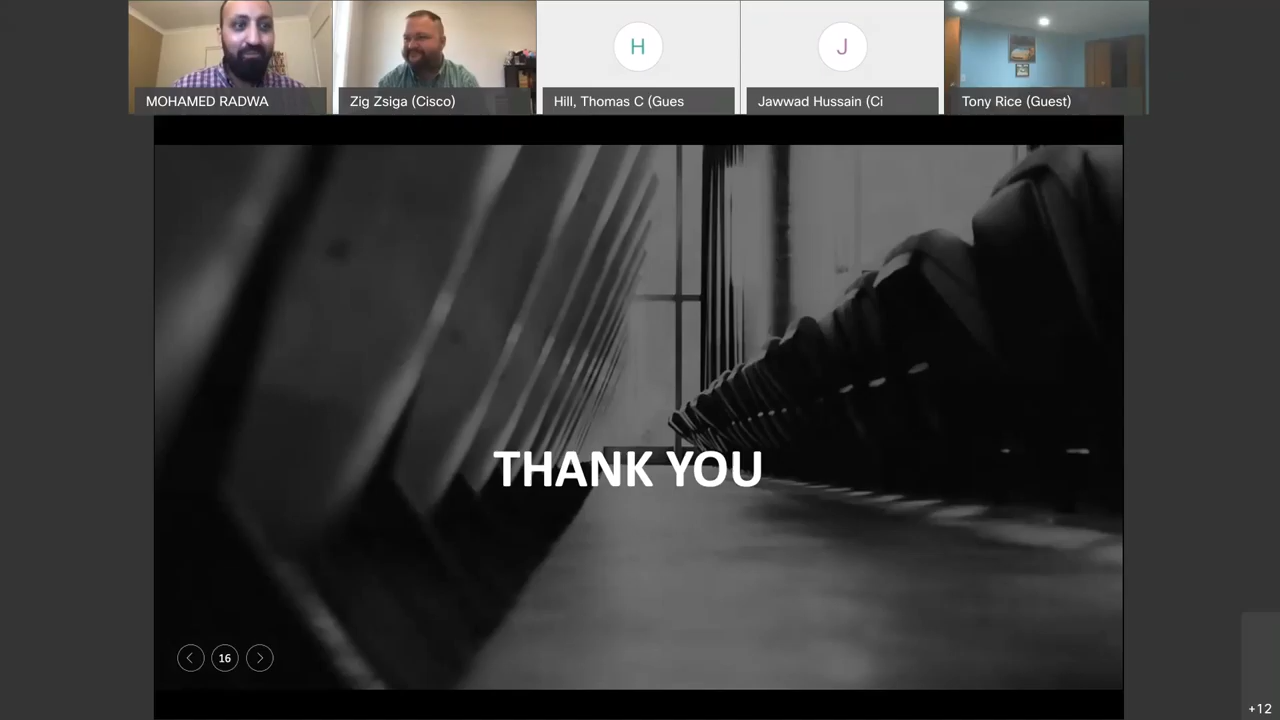 MOHAMED RADWA
Zig Zsiga (Cisco)
H
Hill, Thomas C (Gues
J
Jawwad Hussain (Ci
Tony Rice (Guest)
THANK YOU
16
+12